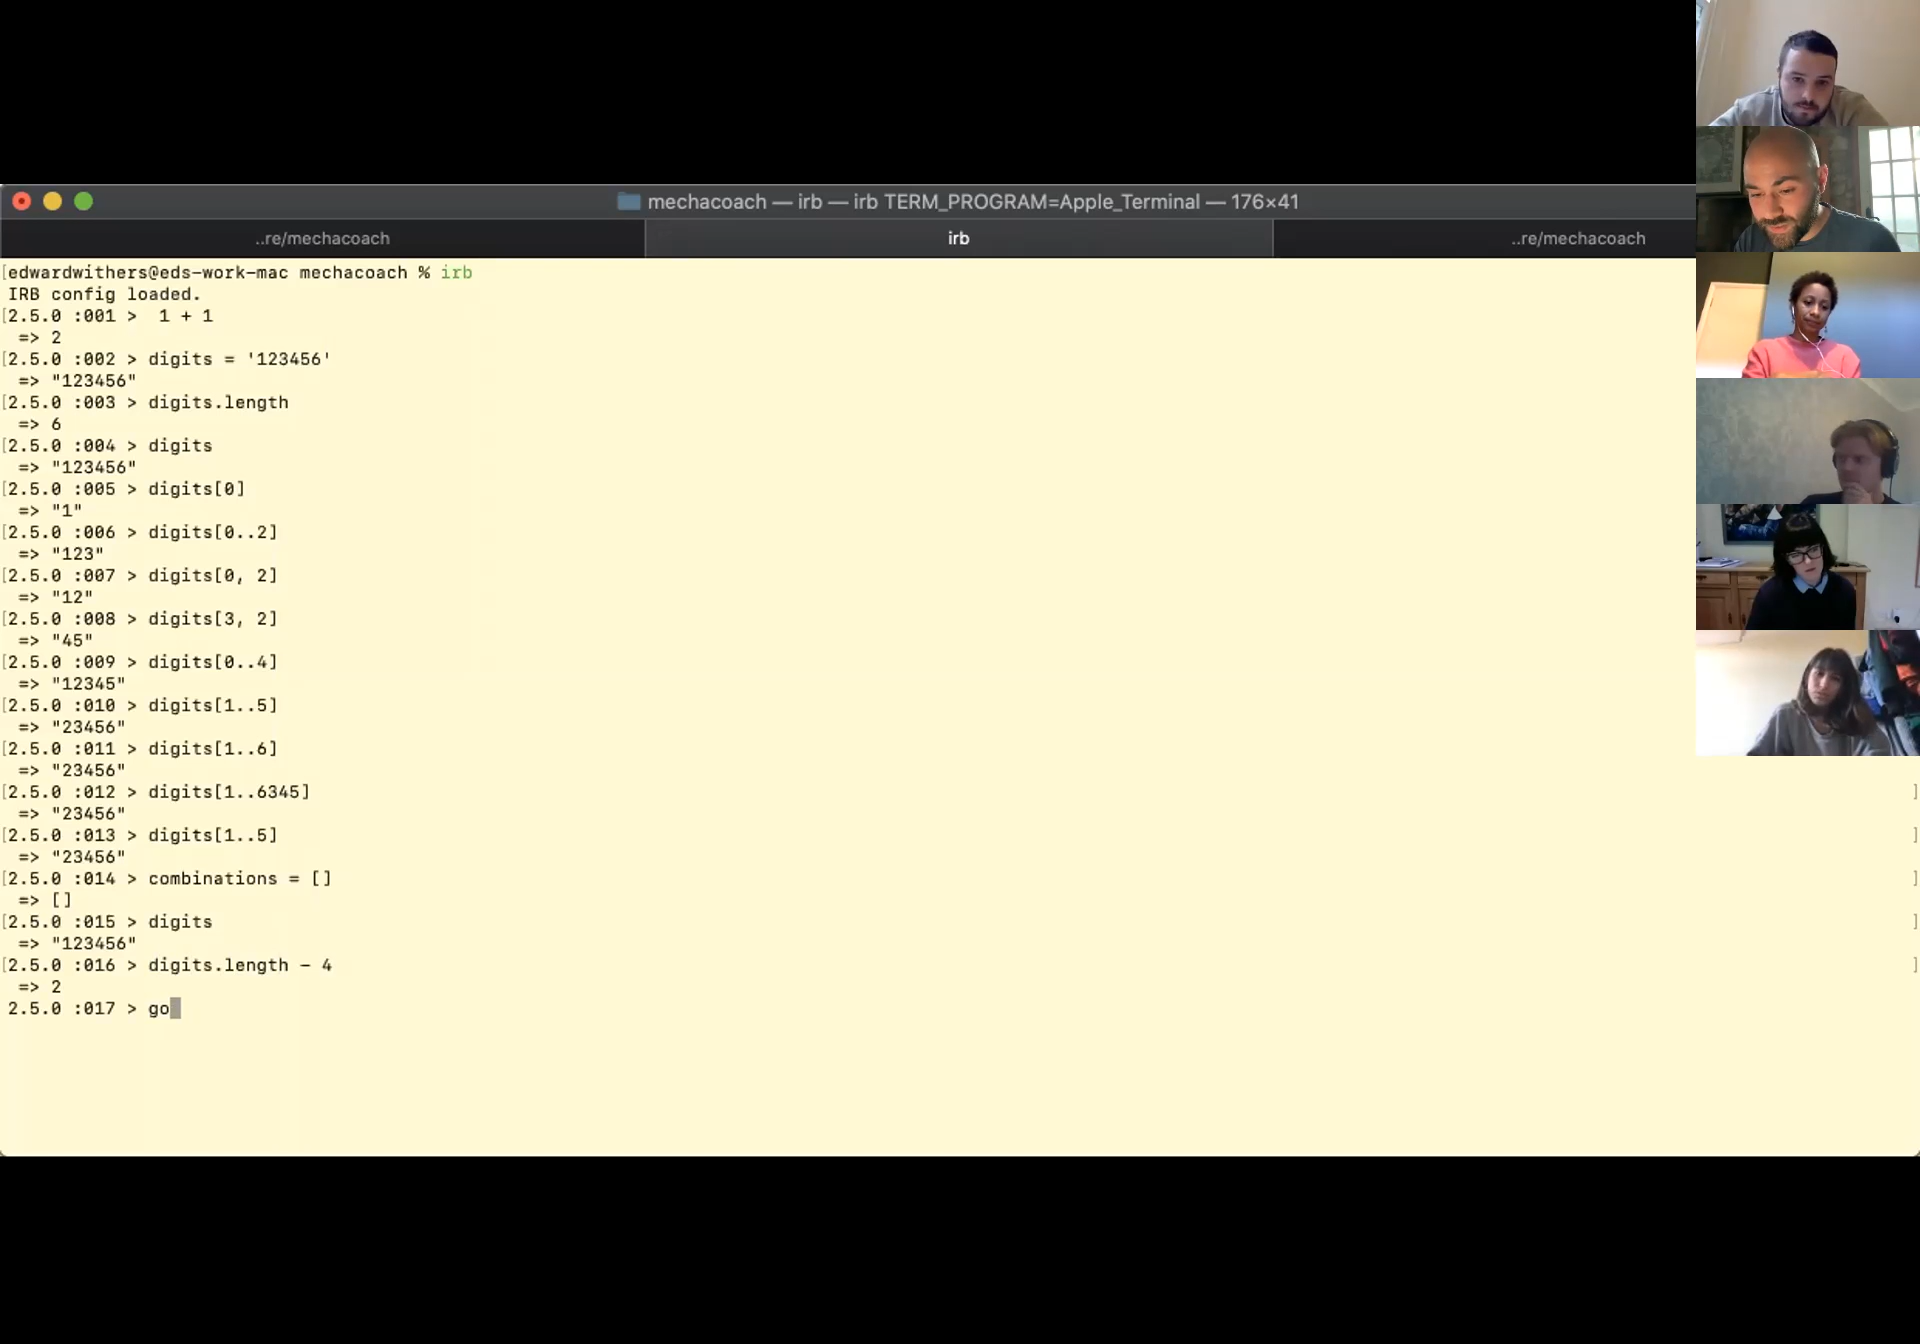 mechacoach — irb — irb TERM_PROGRAM=Apple_Terminal — 176×41
..re/mechacoach
irb
..re/mechacoach
[edwardwithers@eds-work-mac mechacoach % irb
IRB config loaded.
[2.5.0 :001 >  1 + 1
=> 2
[2.5.0 :002 > digits = '123456'
=> "123456"
[2.5.0 :003 > digits.length
=> 6
[2.5.0 :004 > digits
=> "123456"
[2.5.0 :005 > digits[0]
=> "1"
[2.5.0 :006 > digits[0..2]
=> "123"
[2.5.0 :007 > digits[0, 2]
=> "12"
[2.5.0 :008 > digits[3, 2]
=> "45"
[2.5.0 :009 > digits[0..4]
=> "12345"
[2.5.0 :010 > digits[1..5]
=> "23456"
[2.5.0 :011 > digits[1..6]
=> "23456"
[2.5.0 :012 > digits[1..6345] ]
=> "23456"
[2.5.0 :013 > digits[1..5] ]
=> "23456"
[2.5.0 :014 > combinations = [] ]
=> []
[2.5.0 :015 > digits ]
=> "123456"
[2.5.0 :016 > digits.length - 4 ]
=> 2
2.5.0 :017 > go